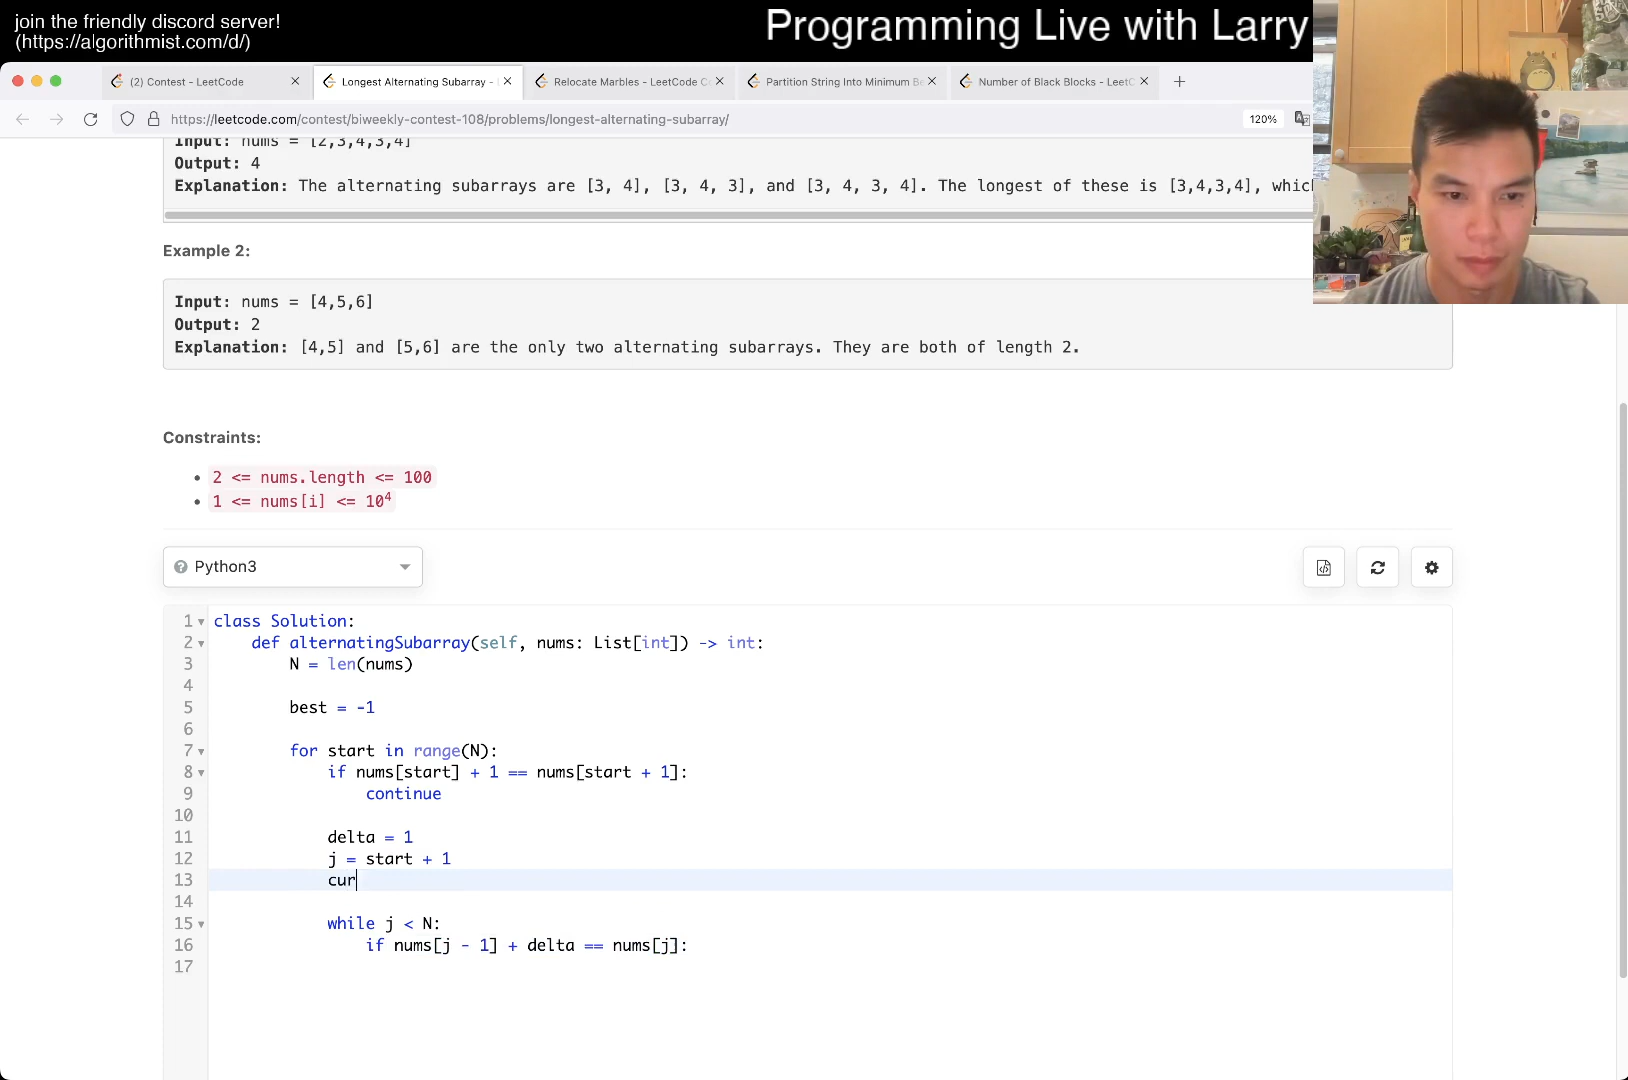 join the friendly discord server!
(https://algorithmist.com/d/)
Programming Live with Larry
(2) Contest - LeetCode
Longest Alternating Subarray -
Relocate Marbles - LeetCode C
Partition String Into Minimum Be
Number of Black Blocks - LeetC
https://leetcode.com/contest/biweekly-contest-108/problems/longest-alternating-subarray/
120%
Input: nums = [2,3,4,3,4]
Output: 4
Explanation: The alternating subarrays are [3, 4], [3, 4, 3], and [3, 4, 3, 4]. The longest of these is [3,4,3,4], whic
Example 2:
Input: nums = [4,5,6]
Output: 2
Explanation: [4,5] and [5,6] are the only two alternating subarrays. They are both of length 2.
Constraints:
• 2 <= nums.length <= 100
• 1 <= nums[i] <= 10⁴
Python3
1 class Solution:
2 def alternatingSubarray(self, nums: List[int]) -> int:
3 N = len(nums)
4
5 best = -1
6
7 for start in range(N):
8 if nums[start] + 1 == nums[start + 1]:
9 continue
10
11 delta = 1
12 j = start + 1
13 cur
14
15 while j < N:
16 if nums[j - 1] + delta == nums[j]:
17